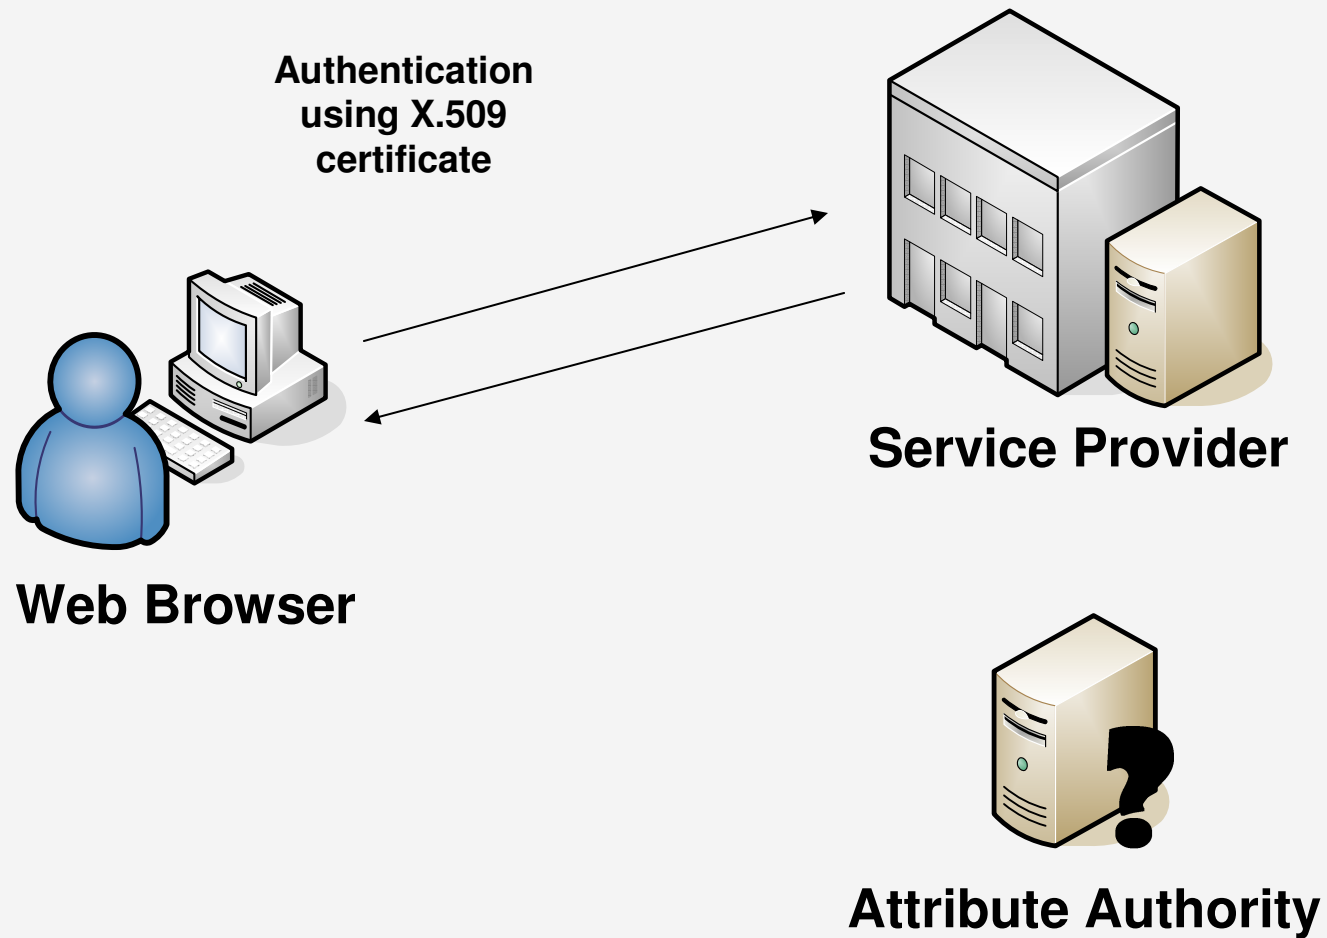 Authentication
using X.509
certificate
Service Provider
Web Browser
?
Attribute Authority